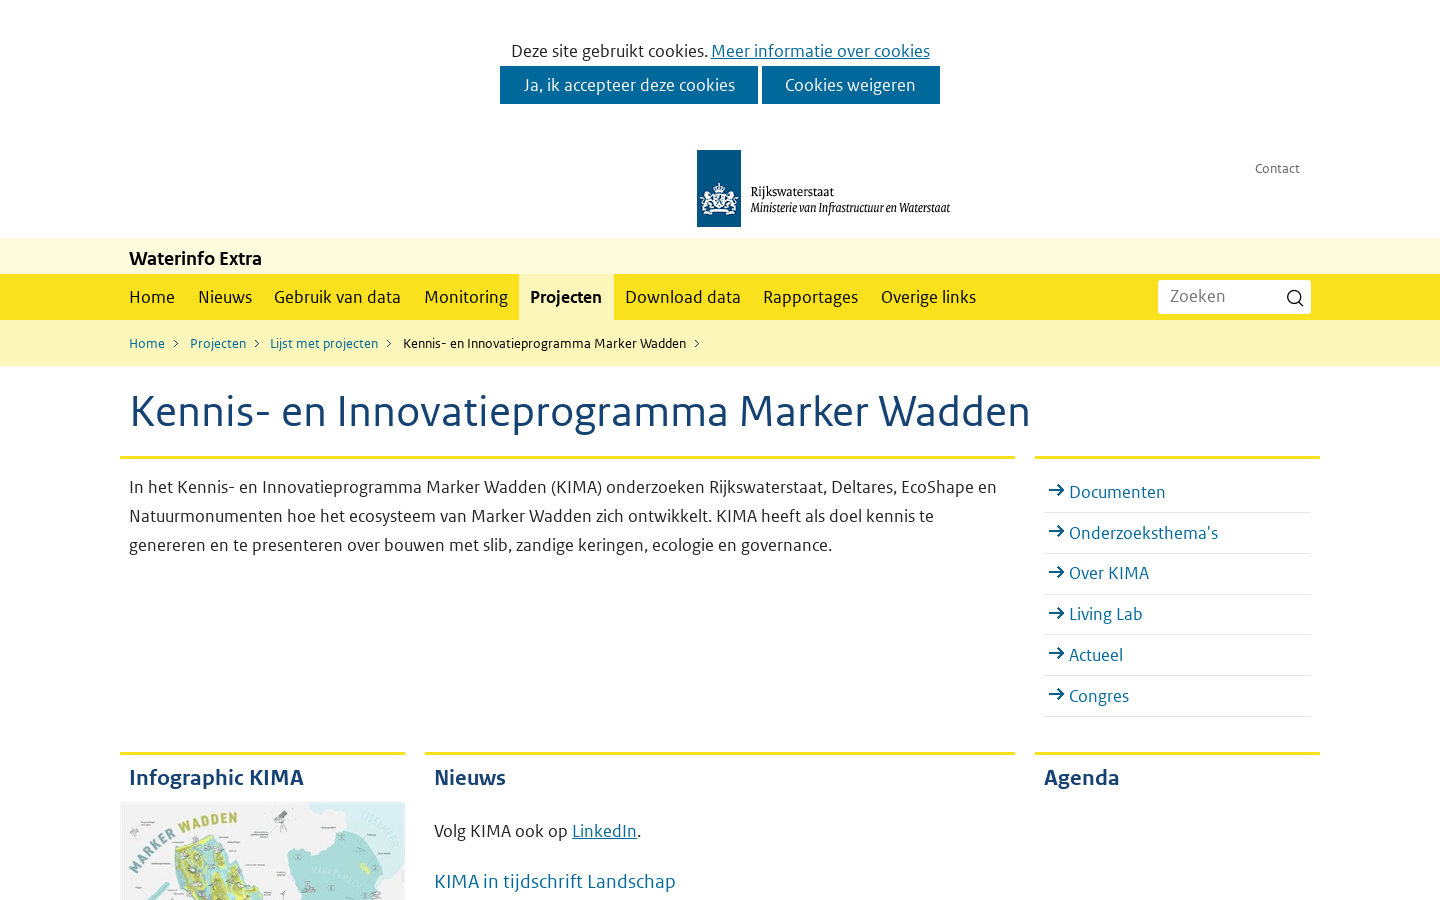 Deze site gebruikt cookies. Meer informatie over cookies
Ja, ik accepteer deze cookies
Cookies weigeren
Rijkswaterstaat
Ministerie van Infrastructuur en Waterstaat
Contact
Waterinfo Extra
Home
Nieuws
Gebruik van data
Monitoring
Projecten
Download data
Rapportages
Overige links
Zoeken
Home
Projecten
Lijst met projecten
Kennis- en Innovatieprogramma Marker Wadden
Kennis- en Innovatieprogramma Marker Wadden
In het Kennis- en Innovatieprogramma Marker Wadden (KIMA) onderzoeken Rijkswaterstaat, Deltares, EcoShape en
Natuurmonumenten hoe het ecosysteem van Marker Wadden zich ontwikkelt. KIMA heeft als doel kennis te
genereren en te presenteren over bouwen met slib, zandige keringen, ecologie en governance.
Documenten
Onderzoeksthema's
Over KIMA
Living Lab
Actueel
Congres
Infographic KIMA
MARKER WADDEN
Nieuws
Volg KIMA ook op LinkedIn.
KIMA in tijdschrift Landschap
Agenda